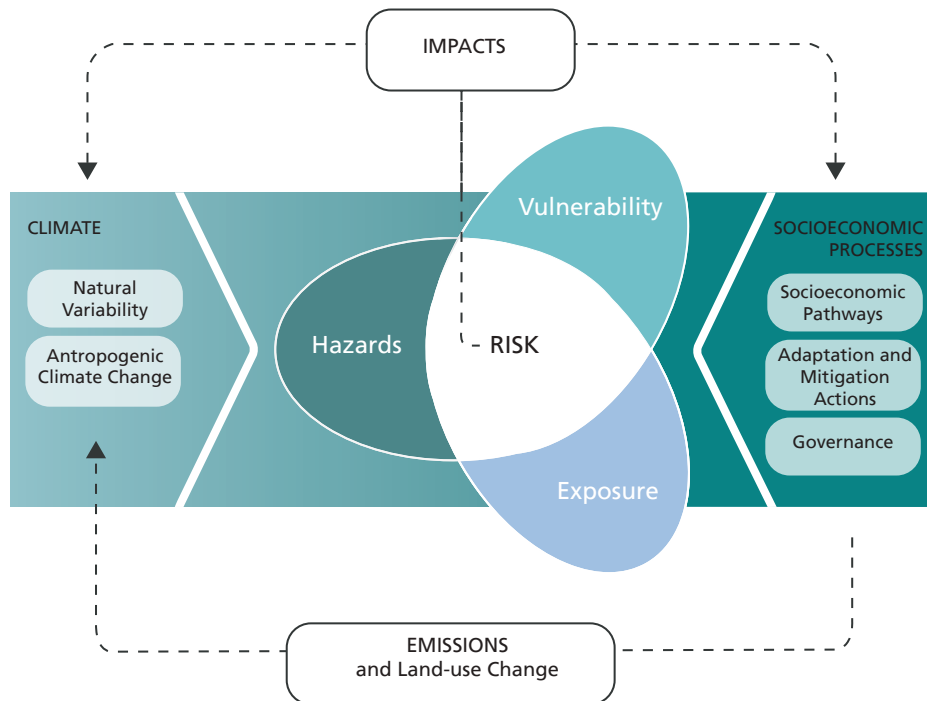 IMPACTS
CLIMATE
Natural
Variability
Antropogenic
Climate Change
Hazards
Vulnerability
RISK
Exposure
SOCIOECONOMIC
PROCESSES
Socioeconomic
Pathways
Adaptation and
Mitigation
Actions
Governance
EMISSIONS
and Land-use Change